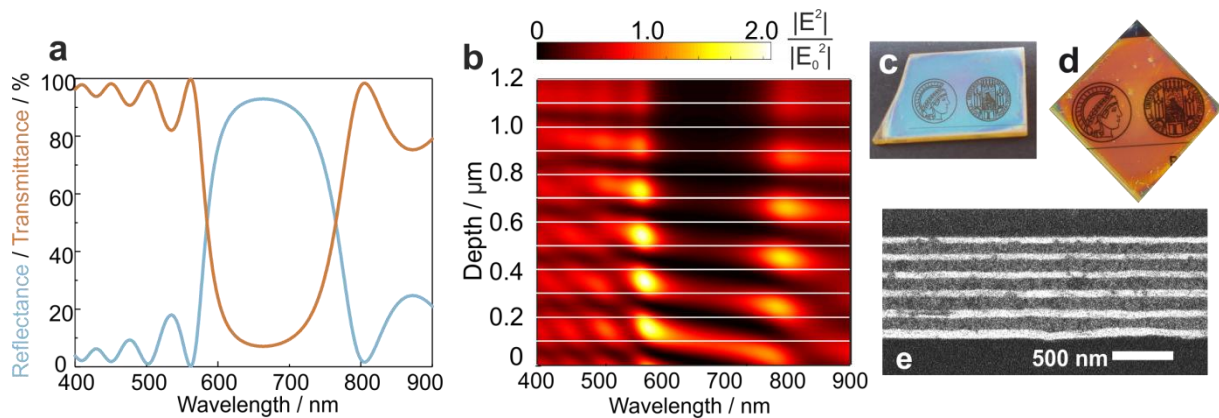 a
Reflectance / Transmittance / %
100
80
60
40
20
0
400 500 600 700 800 900
Wavelength / nm
b
0 1.0 2.0
|E²|
|E₀²|
Depth / μm
1.2
1.0
0.8
0.6
0.4
0.2
0
400 500 600 700 800 900
Wavelength / nm
c
d
e
500 nm